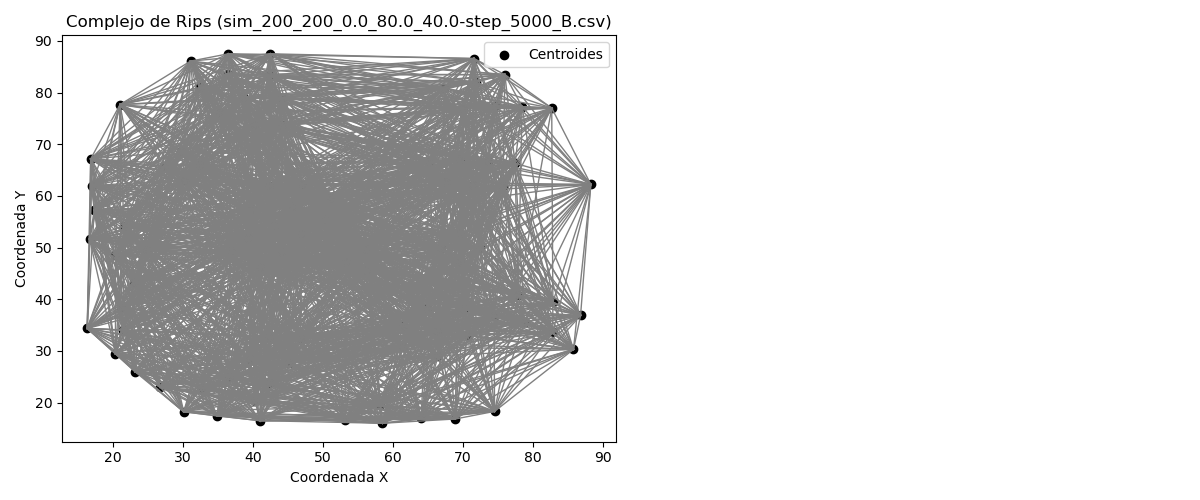 Complejo de Rips (sim_200_200_0.0_80.0_40.0-step_5000_B.csv)
Centroides
90
80
70
60
50
40
30
20
Coordenada Y
20 30 40 50 60 70 80 90
Coordenada X